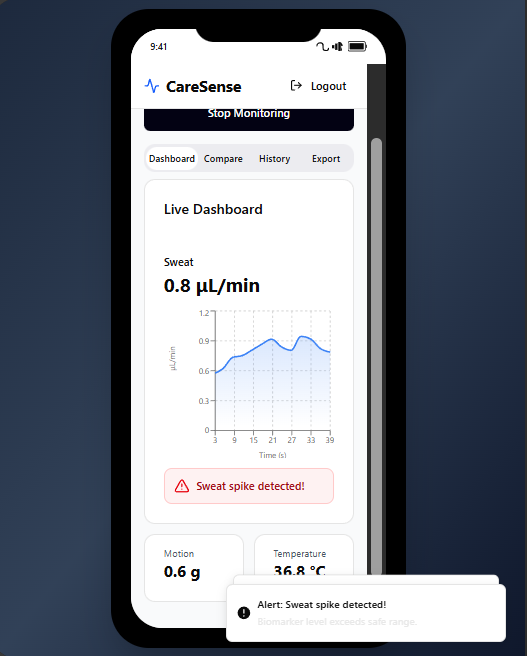 9:41
CareSense
Logout
Stop Monitoring
Dashboard Compare History Export
Live Dashboard
Sweat
0.8 µL/min
1.2
0.9
0.6
0.3
0
µL/min
3 9 15 21 27 33 39
Time (s)
Sweat spike detected!
Motion
0.6 g
Temperature
36.8 °C
Alert: Sweat spike detected!
Biomarker level exceeds safe range.